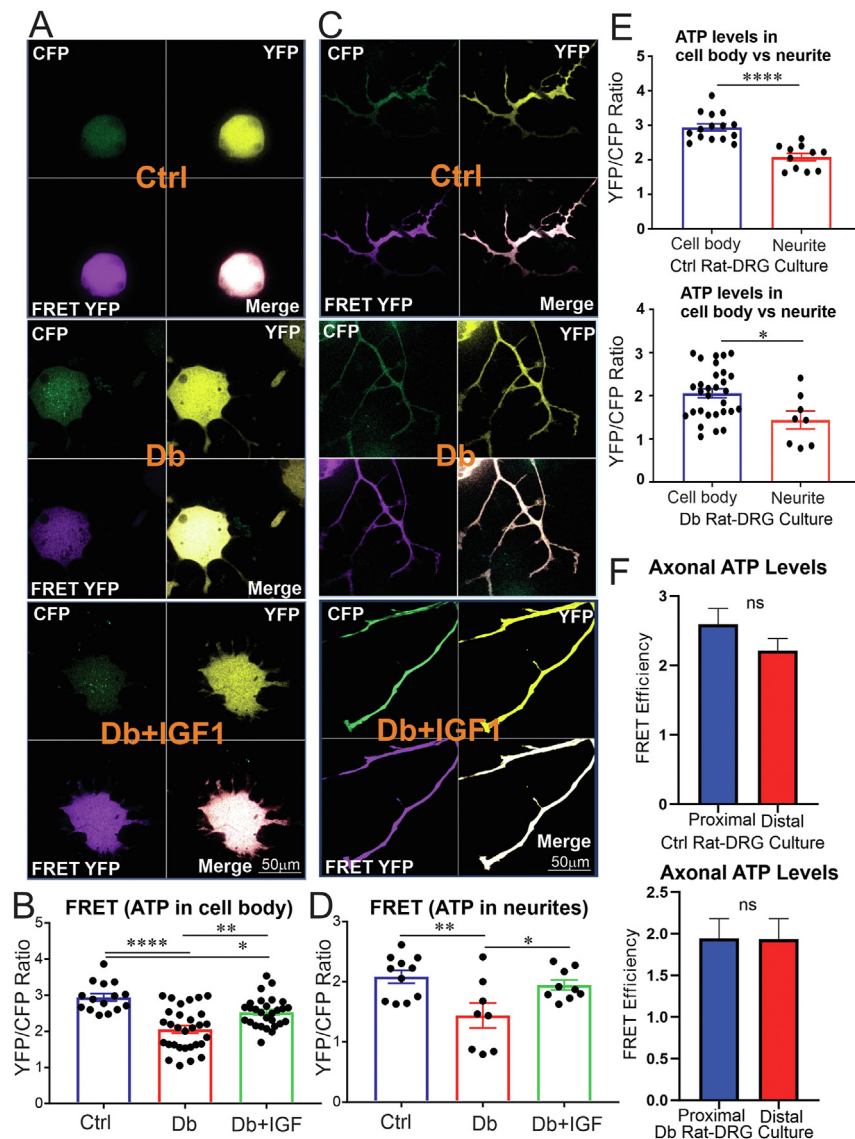 A
CFP
YFP
Ctrl
FRET YFP
Merge
CFP
YFP
Db
FRET YFP
Merge
CFP
YFP
Db+IGF1
FRET YFP
Merge
50μm
C
CFP
YFP
Ctrl
FRET YFP
Merge
CFP
YFP
Db
FRET YFP
Merge
CFP
YFP
Db+IGF1
FRET YFP
Merge
50μm
B
FRET (ATP in cell body)
YFP/CFP Ratio
5
4
3
2
1
0
****
**
*
Ctrl
Db
Db+IGF
D
FRET (ATP in neurites)
YFP/CFP Ratio
3
2
1
0
**
*
Ctrl
Db
Db+IGF
E
ATP levels in
cell body vs neurite
YFP/CFP Ratio
5
4
3
2
1
0
****
Cell body
Neurite
Ctrl Rat-DRG Culture
ATP levels in
cell body vs neurite
YFP/CFP Ratio
4
3
2
1
0
*
Cell body
Neurite
Db Rat-DRG Culture
F
Axonal ATP Levels
FRET Efficiency
3
2
1
0
ns
Proximal
Distal
Ctrl Rat-DRG Culture
Axonal ATP Levels
FRET Efficiency
2.5
2.0
1.5
1.0
0.5
0.0
ns
Proximal
Distal
Db Rat-DRG Culture